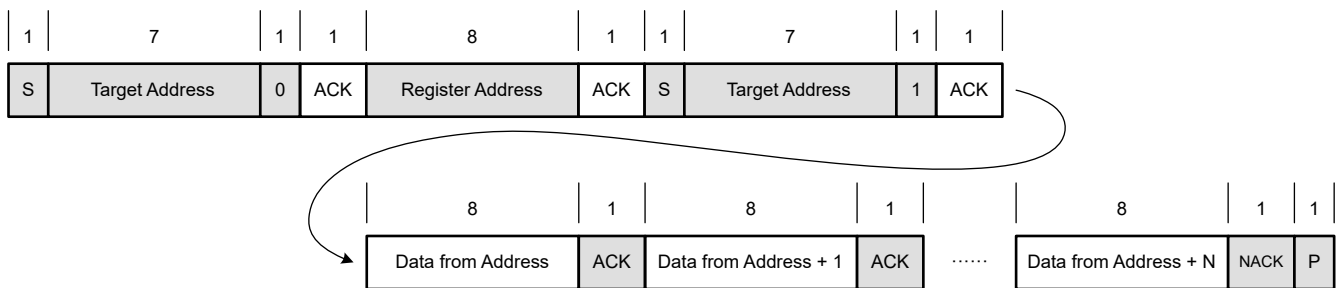 1 7 1 1 8 1 1 7 1 1
S Target Address 0 ACK Register Address ACK S Target Address 1 ACK
8 1 8 1 8 1 1
Data from Address ACK Data from Address + 1 ACK ...... Data from Address + N NACK P